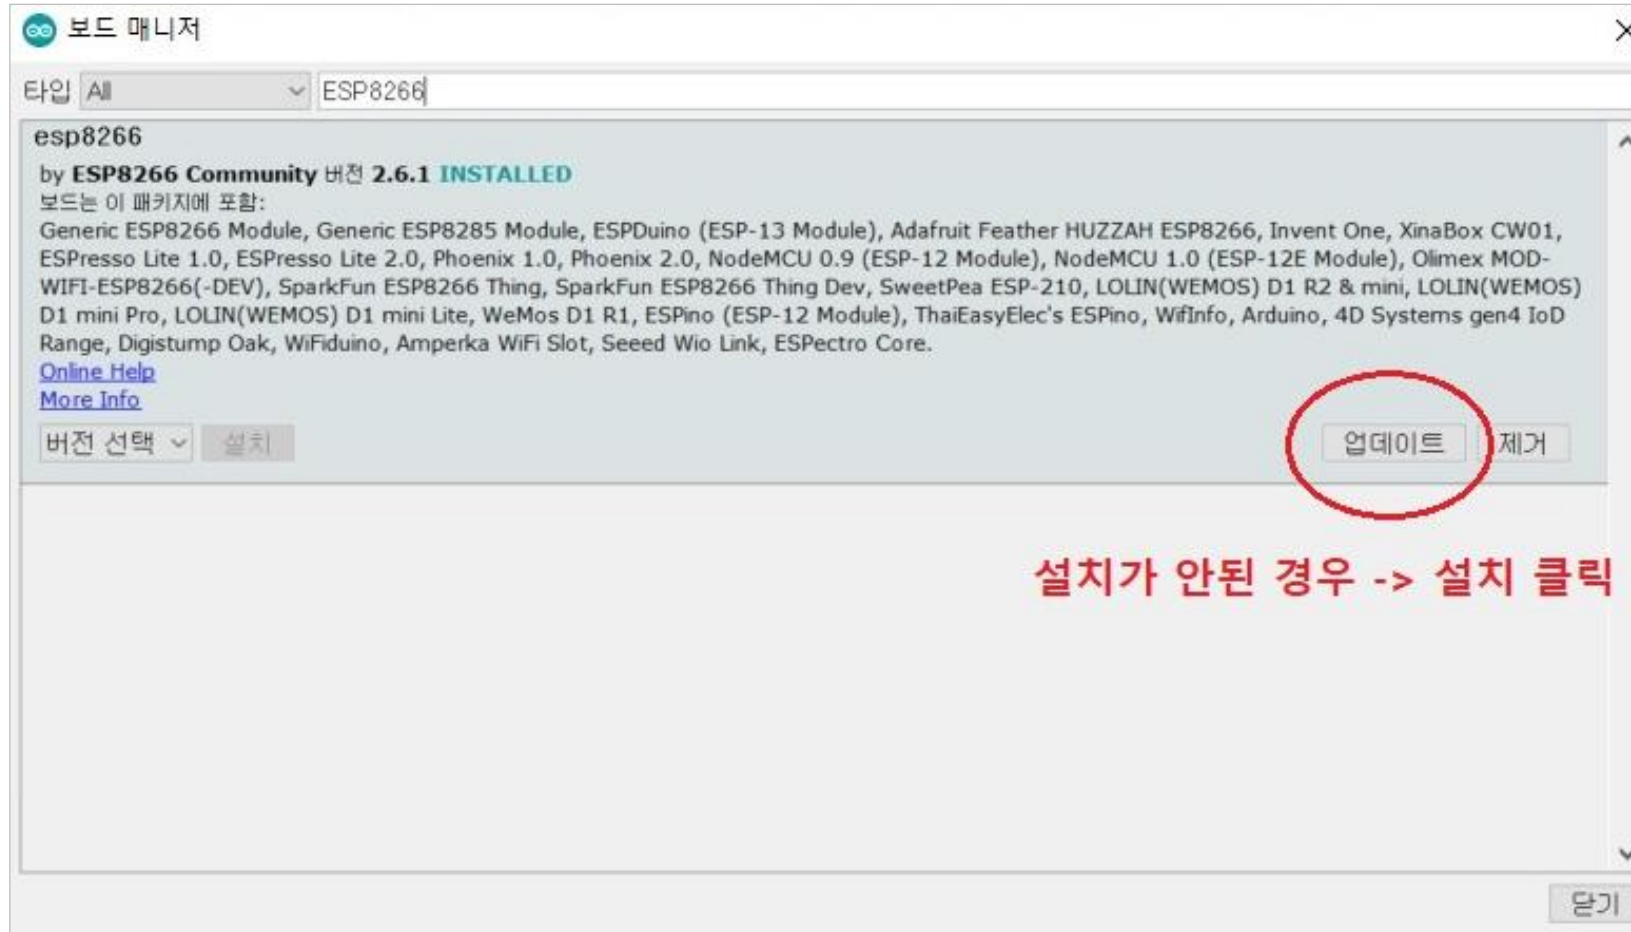 보드 매니저
타입 All ESP8266
esp8266
by ESP8266 Community 버전 2.6.1 INSTALLED
보드는 이 패키지에 포함:
Generic ESP8266 Module, Generic ESP8285 Module, ESPDuino (ESP-13 Module), Adafruit Feather HUZZAH ESP8266, Invent One, XinaBox CW01,
ESPresso Lite 1.0, ESPresso Lite 2.0, Phoenix 1.0, Phoenix 2.0, NodeMCU 0.9 (ESP-12 Module), NodeMCU 1.0 (ESP-12E Module), Olimex MOD-
WIFI-ESP8266(-DEV), SparkFun ESP8266 Thing, SparkFun ESP8266 Thing Dev, SweetPea ESP-210, LOLIN(WEMOS) D1 R2 & mini, LOLIN(WEMOS)
D1 mini Pro, LOLIN(WEMOS) D1 mini Lite, WeMos D1 R1, ESPino (ESP-12 Module), ThaiEasyElec's ESPino, WifInfo, Arduino, 4D Systems gen4 IoD
Range, Digistump Oak, WiFiduino, Amperka WiFi Slot, Seeed Wio Link, ESPectro Core.
Online Help
More Info
버전 선택 설치 업데이트 제거
설치가 안된 경우 -> 설치 클릭
닫기